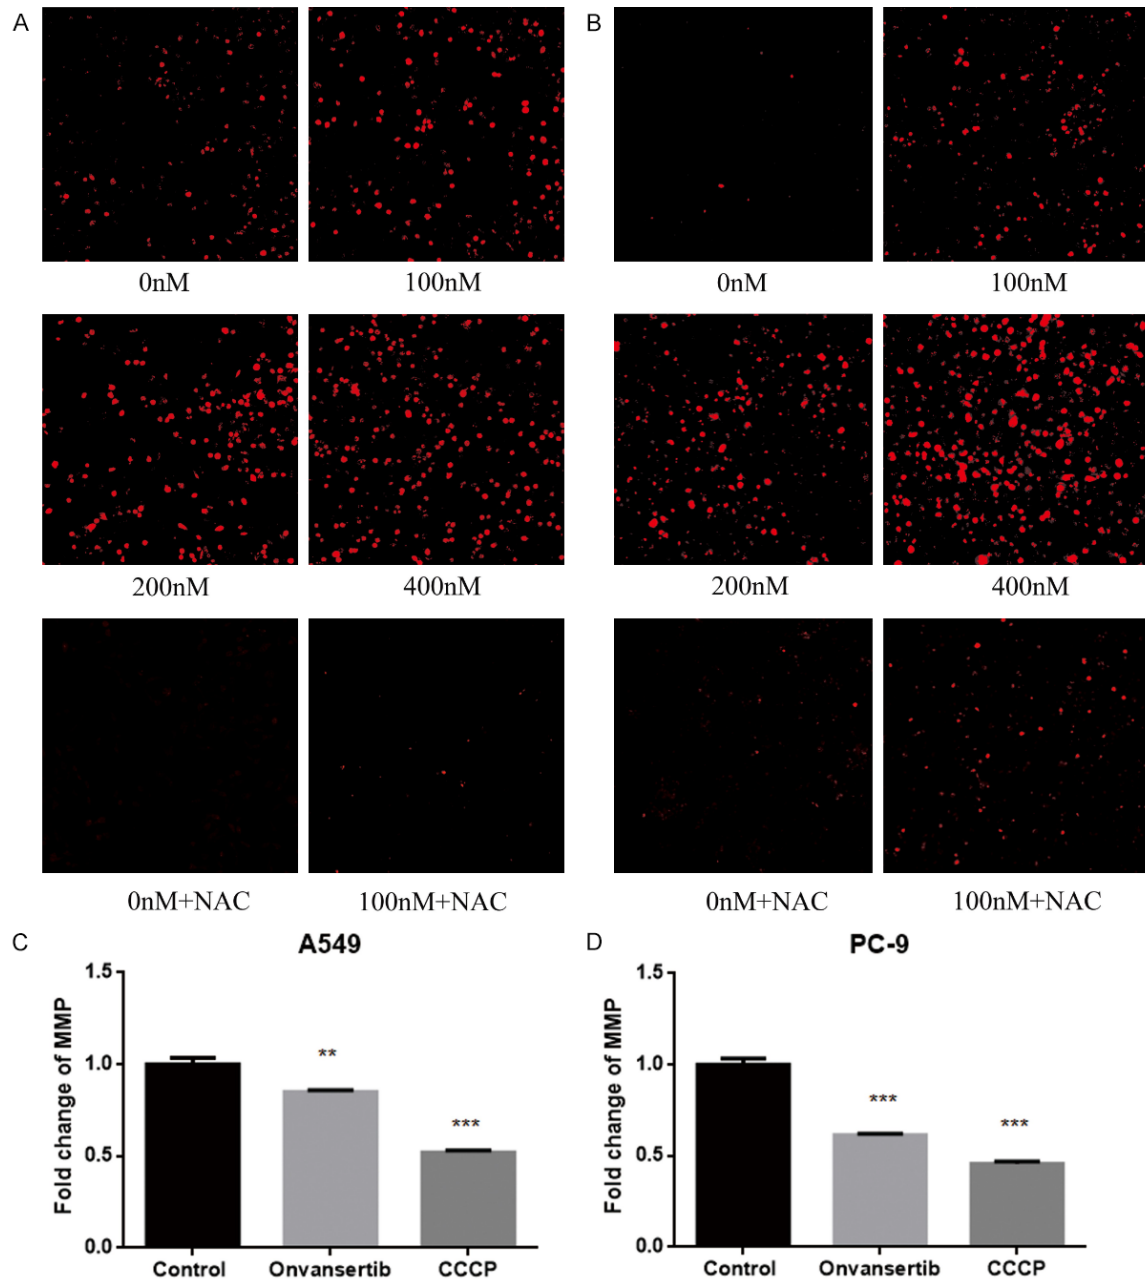 A
B
0nM
100nM
0nM
100nM
200nM
400nM
200nM
400nM
0nM+NAC
100nM+NAC
0nM+NAC
100nM+NAC
C
A549
Fold change of MMP
1.5
1.0
0.5
0.0
**
***
Control
Onvansertib
CCCP
D
PC-9
Fold change of MMP
1.5
1.0
0.5
0.0
***
***
Control
Onvansertib
CCCP